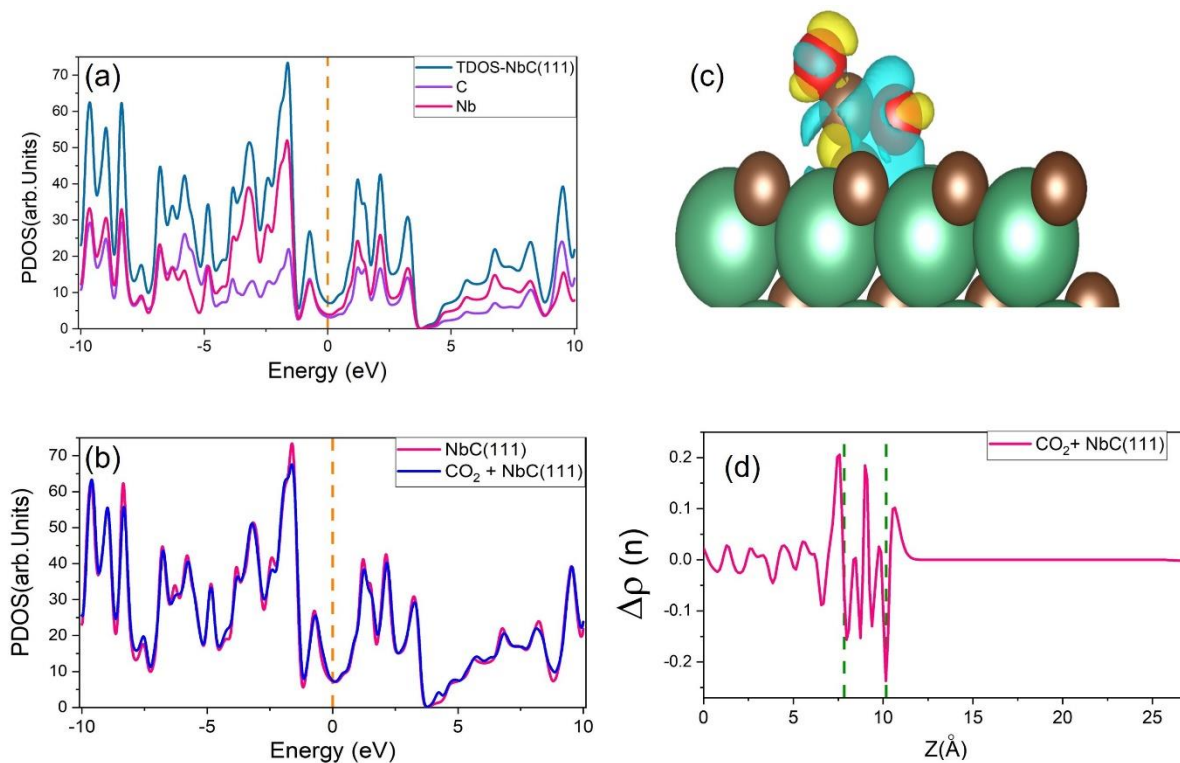 (a)
TDOS-NbC(111)
C
Nb
PDOS(arb.Units)
70
60
50
40
30
20
10
0
-10 -5 0 5 10
Energy (eV)
(c)
(b)
NbC(111)
CO₂ + NbC(111)
PDOS(arb.Units)
70
60
50
40
30
20
10
0
-10 -5 0 5 10
Energy (eV)
(d)
CO₂+ NbC(111)
Δρ (n)
0.2
0.1
0.0
-0.1
-0.2
0 5 10 15 20 25
Z(Å)